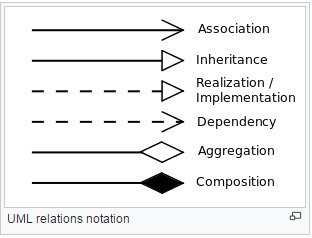 Association
Inheritance
Realization /
Implementation
Dependency
Aggregation
Composition
UML relations notation